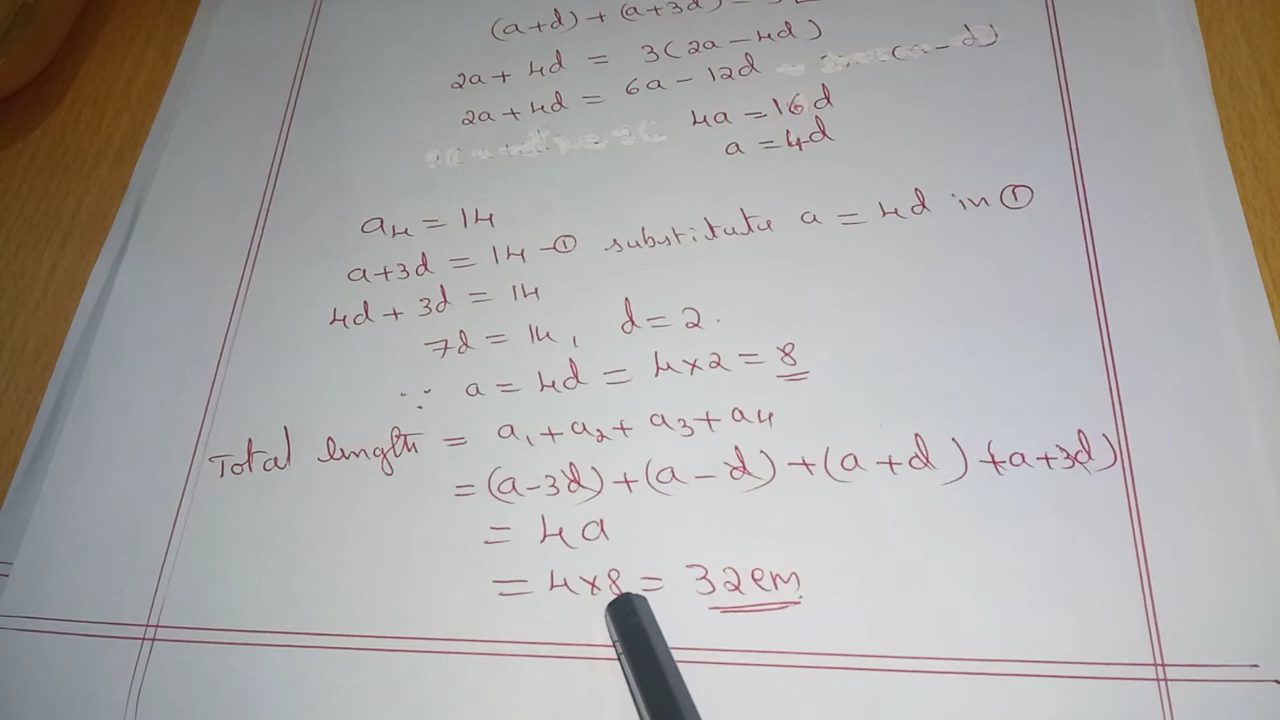 (a+d) + (a+3d) =
2a + 4d = 3(2a - 4d)
2a + 4d = 6a - 12d
4a = 16d
a = 4d
a₄ = 14
a+3d = 14 -① substitute a = 4d in ①
4d + 3d = 14
7d = 14, d = 2.
∵ a = 4d = 4×2 = 8
Total length = a₁ + a₂ + a₃ + a₄
= (a-3d) + (a-d) + (a+d) + (a+3d)
= 4a
= 4×8 = 32cm